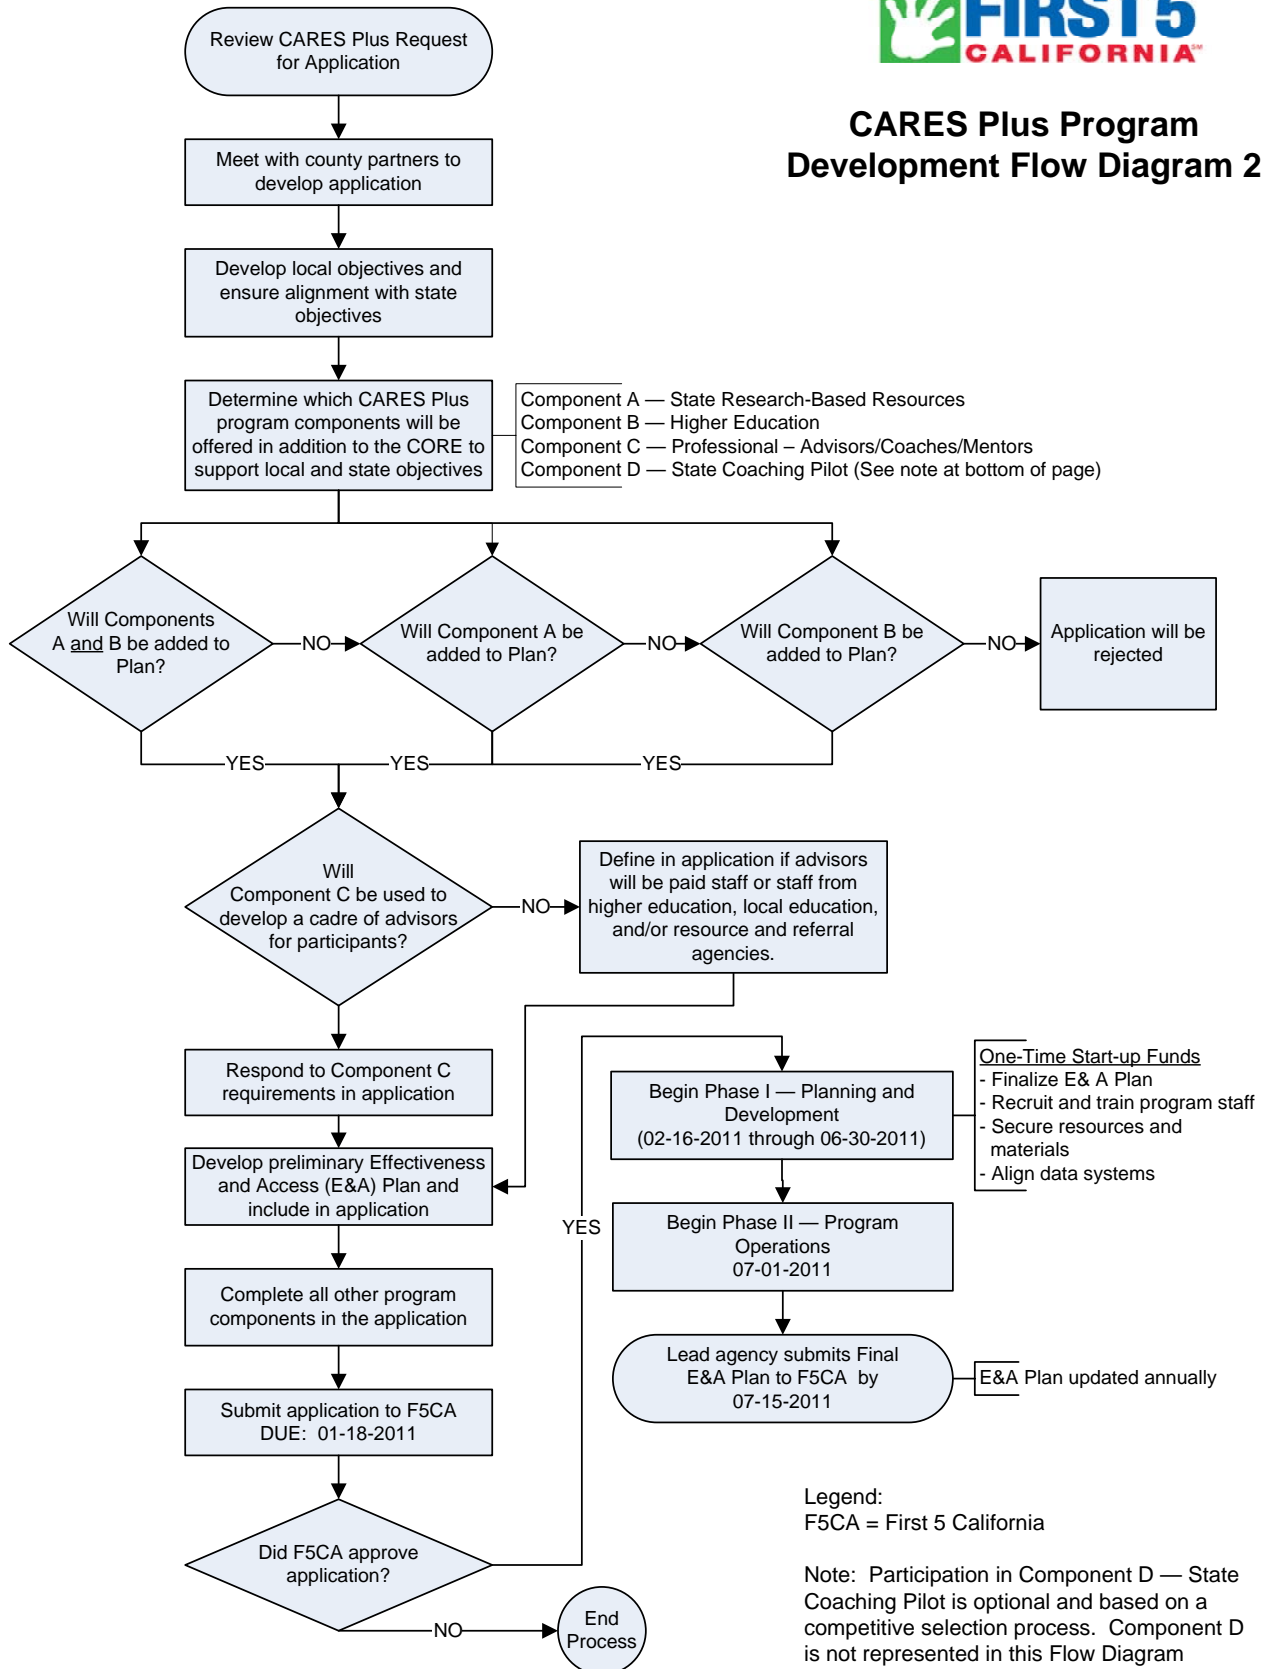 FIRST 5
CALIFORNIA
SM
CARES Plus Program
Development Flow Diagram 2
Review CARES Plus Request
for Application
Meet with county partners to
develop application
Develop local objectives and
ensure alignment with state
objectives
Determine which CARES Plus
program components will be
offered in addition to the CORE to
support local and state objectives
Component A — State Research-Based Resources
Component B — Higher Education
Component C — Professional – Advisors/Coaches/Mentors
Component D — State Coaching Pilot (See note at bottom of page)
Will Components
A and B be added to
Plan?
NO
Will Component A be
added to Plan?
NO
Will Component B be
added to Plan?
NO
Application will be
rejected
YES
YES
YES
Will
Component C be used to
develop a cadre of advisors
for participants?
NO
Define in application if advisors
will be paid staff or staff from
higher education, local education,
and/or resource and referral
agencies.
Respond to Component C
requirements in application
Develop preliminary Effectiveness
and Access (E&A) Plan and
include in application
Complete all other program
components in the application
Submit application to F5CA
DUE: 01-18-2011
Did F5CA approve
application?
NO
End
Process
YES
Begin Phase I — Planning and
Development
(02-16-2011 through 06-30-2011)
One-Time Start-up Funds
- Finalize E& A Plan
- Recruit and train program staff
- Secure resources and
materials
- Align data systems
Begin Phase II — Program
Operations
07-01-2011
Lead agency submits Final
E&A Plan to F5CA by
07-15-2011
E&A Plan updated annually
Legend:
F5CA = First 5 California
Note: Participation in Component D — State
Coaching Pilot is optional and based on a
competitive selection process. Component D
is not represented in this Flow Diagram